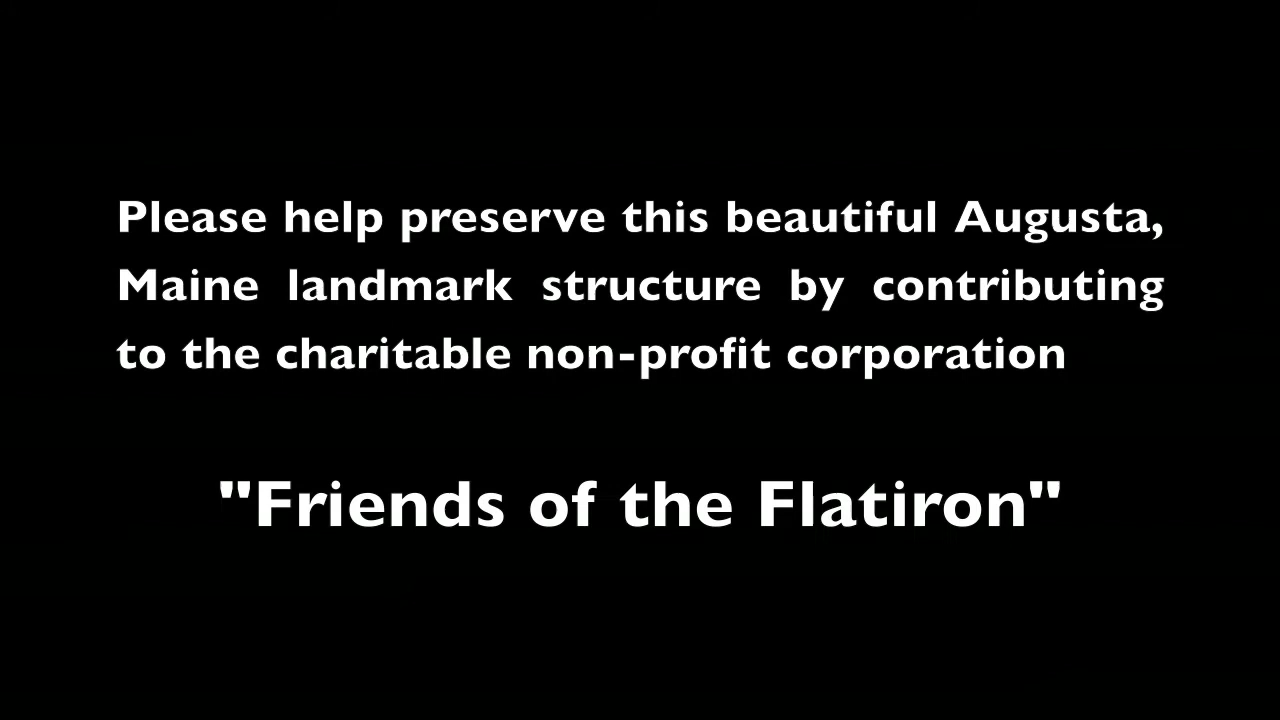 Please help preserve this beautiful Augusta,
Maine landmark structure by contributing
to the charitable non-profit corporation
"Friends of the Flatiron"